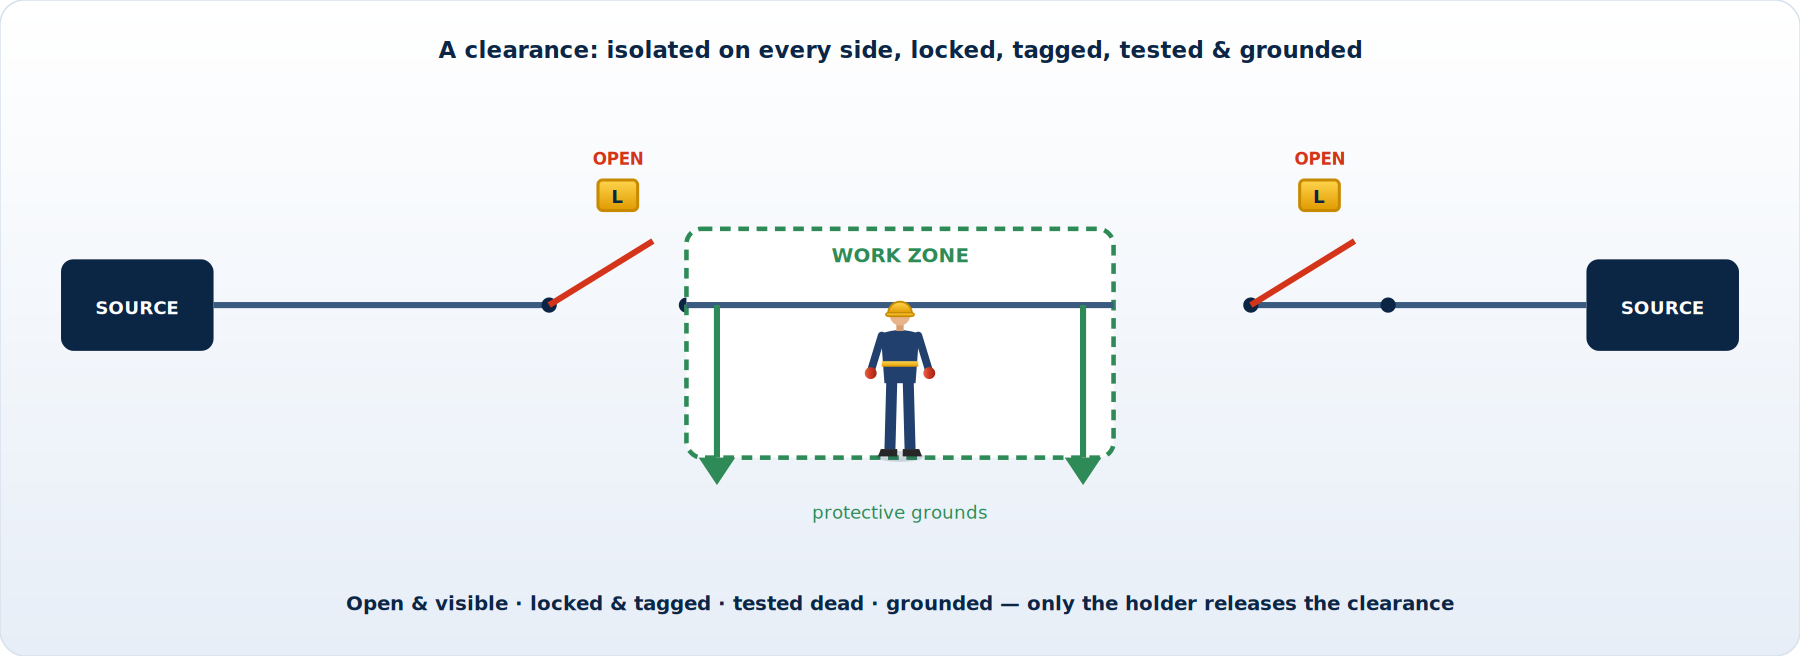 A clearance: isolated on every side, locked, tagged, tested & grounded
OPEN
OPEN
L
L
WORK ZONE
SOURCE
SOURCE
protective grounds
Open & visible · locked & tagged · tested dead · grounded — only the holder releases the clearance